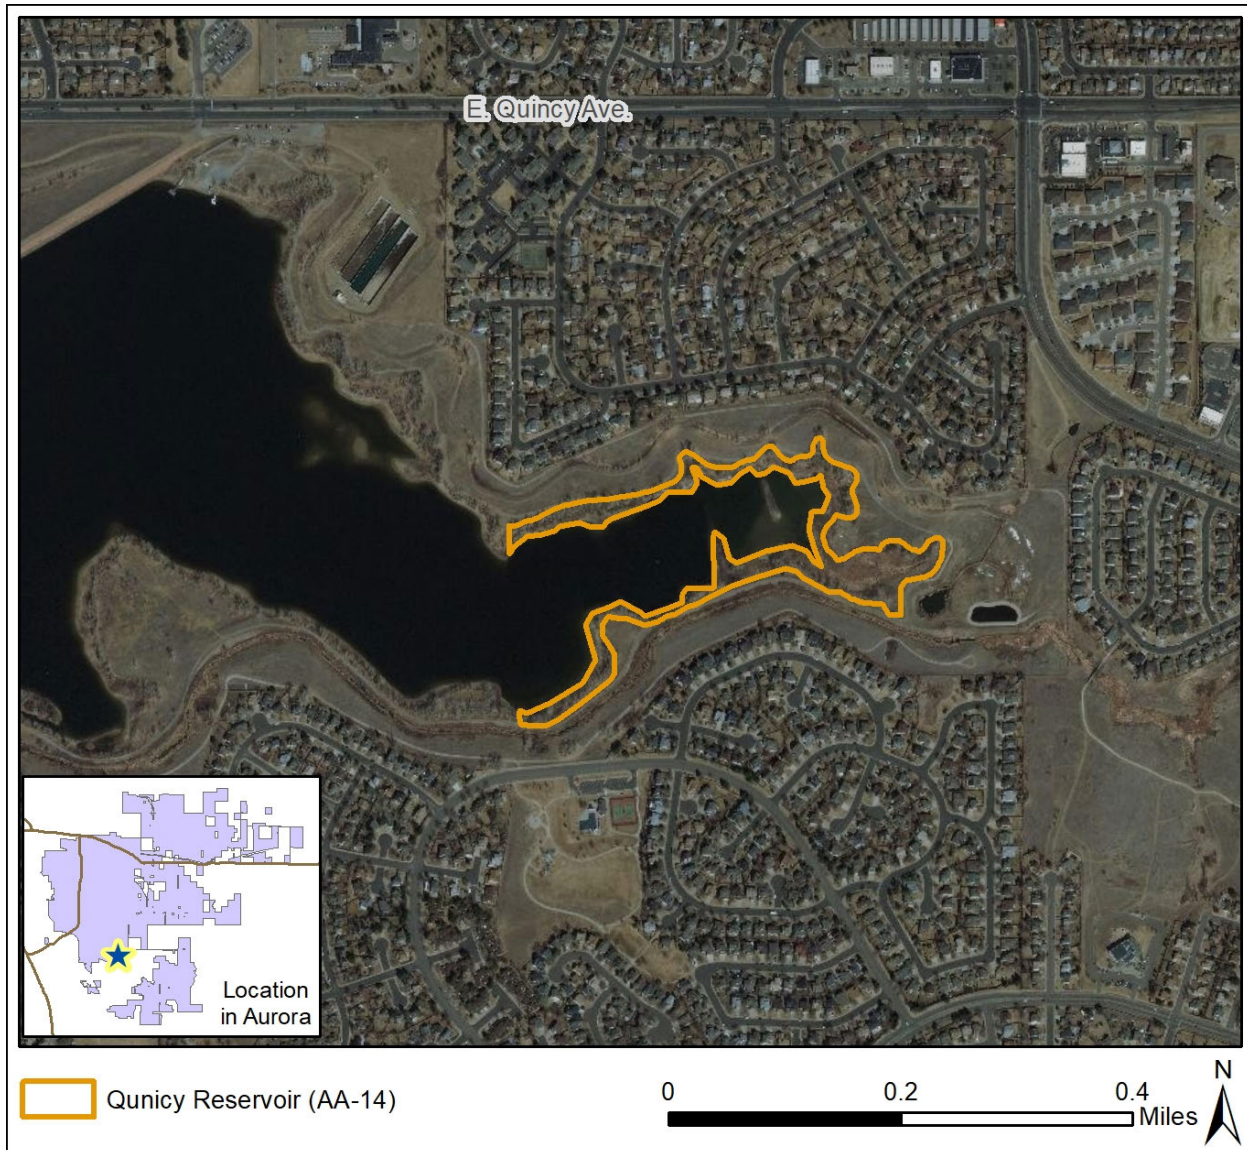 E. Quincy Ave.
Location
in Aurora
Qunicy Reservoir (AA-14)
0 0.2 0.4
Miles
N